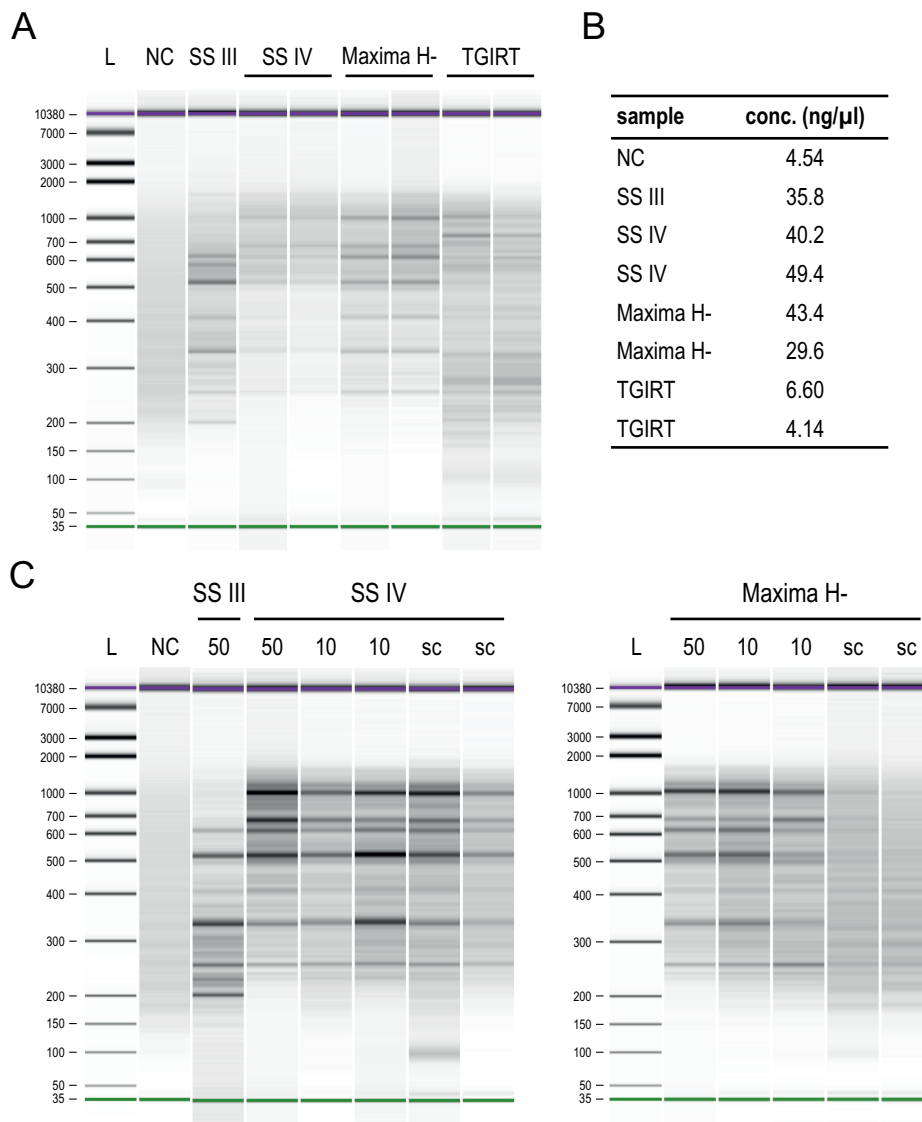 A
L NC SS III SS IV Maxima H- TGIRT
10380
7000
3000
2000
1000
700
600
500
400
300
200
150
100
50
35
B
sample conc. (ng/µl)
NC 4.54
SS III 35.8
SS IV 40.2
SS IV 49.4
Maxima H- 43.4
Maxima H- 29.6
TGIRT 6.60
TGIRT 4.14
C
SS III SS IV
L NC 50 50 10 10 sc sc
10380
7000
3000
2000
1000
700
600
500
400
300
200
150
100
50
35
Maxima H-
L 50 10 10 sc sc
10380
7000
3000
2000
1000
700
600
500
400
300
200
150
100
50
35